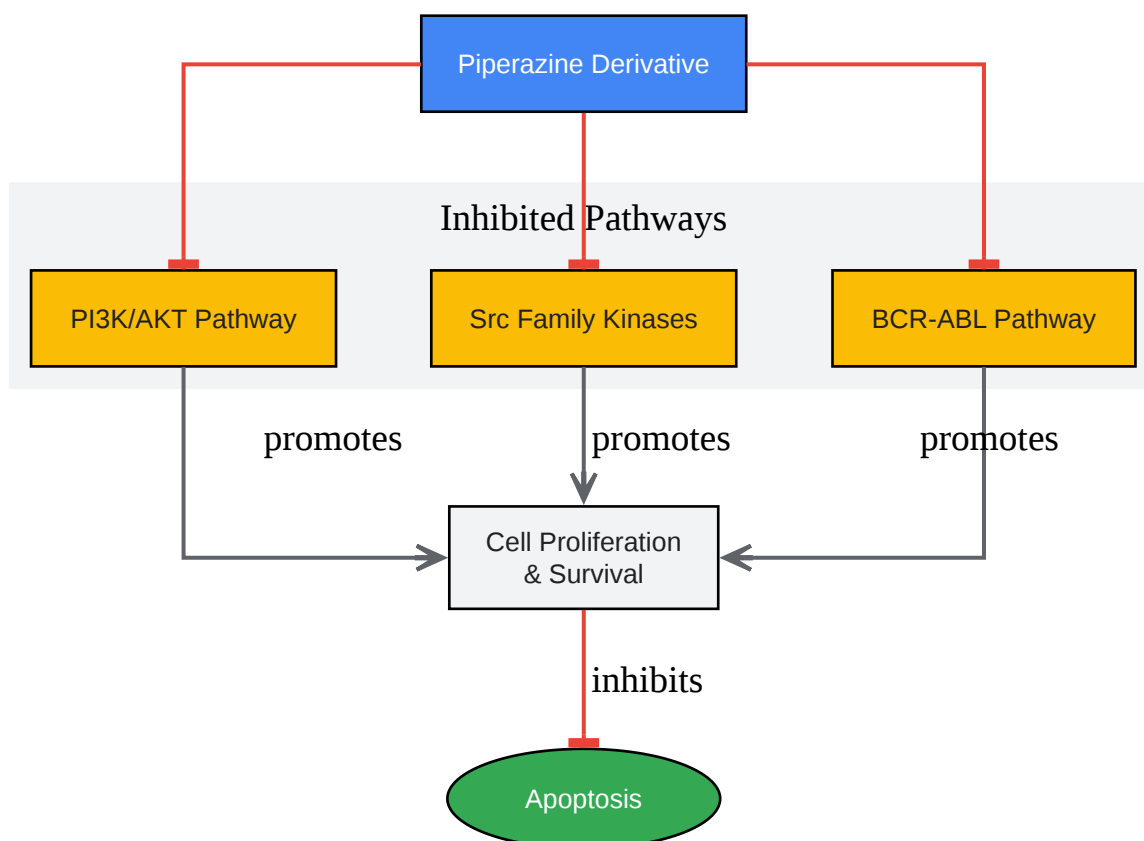 Piperazine Derivative
Inhibited Pathways
PI3K/AKT Pathway
Src Family Kinases
BCR-ABL Pathway
promotes
promotes
promotes
Cell Proliferation
& Survival
inhibits
Apoptosis